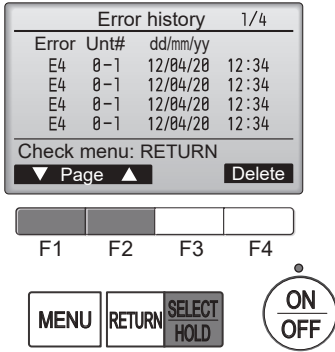 Error history 1/4
Error Unt# dd/mm/yy
E4 0-1 12/04/20 12:34
E4 0-1 12/04/20 12:34
E4 0-1 12/04/20 12:34
E4 0-1 12/04/20 12:34
Check menu: RETURN
▼ Page ▲ Delete
F1 F2 F3 F4
MENU RETURN SELECT HOLD ON OFF